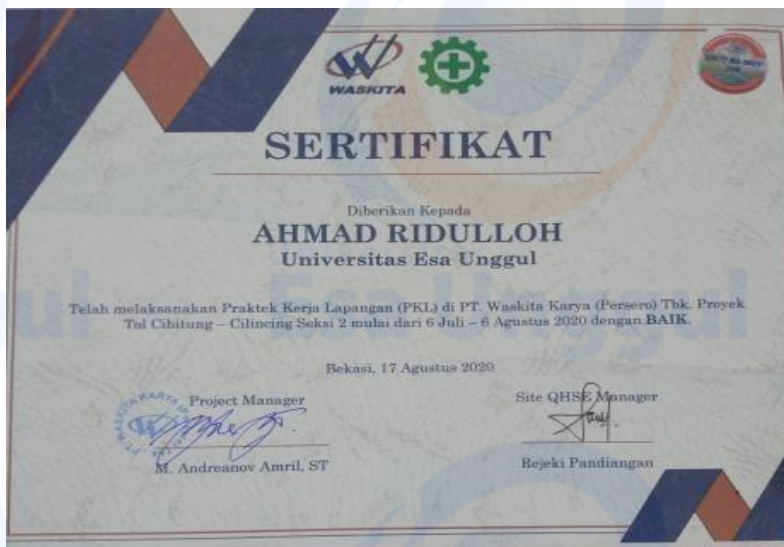 WASKITA
SERTIFIKAT
Diberikan Kepada
AHMAD RIDULLOH
Universitas Esa Unggul
Telah melaksanakan Praktek Kerja Lapangan (PKL) di PT. Waskita Karya (Persero) Tbk. Proyek
Tol Cibitung – Cilincing Seksi 2 mulai dari 6 Juli – 6 Agustus 2020 dengan BAIK.
Esa Unggul
Bekasi, 17 Agustus 2020
Project Manager
Site QHSE Manager
M. Andreanov Amril, ST
Rejeki Pandiangan